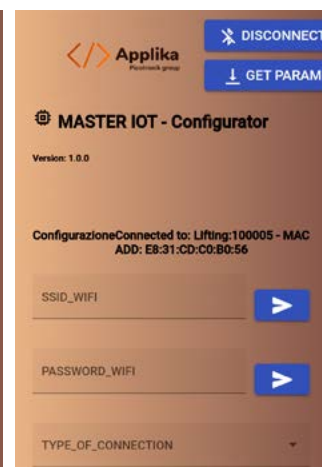 </> Applika
Plastronik group
DISCONNECT
GET PARAM
MASTER IOT - Configurator
Version: 1.0.0
ConfigurazioneConnected to: Lifting:100005 - MAC
ADD: E8:31:CD:C0:B0:56
SSID_WIFI
PASSWORD_WIFI
TYPE_OF_CONNECTION